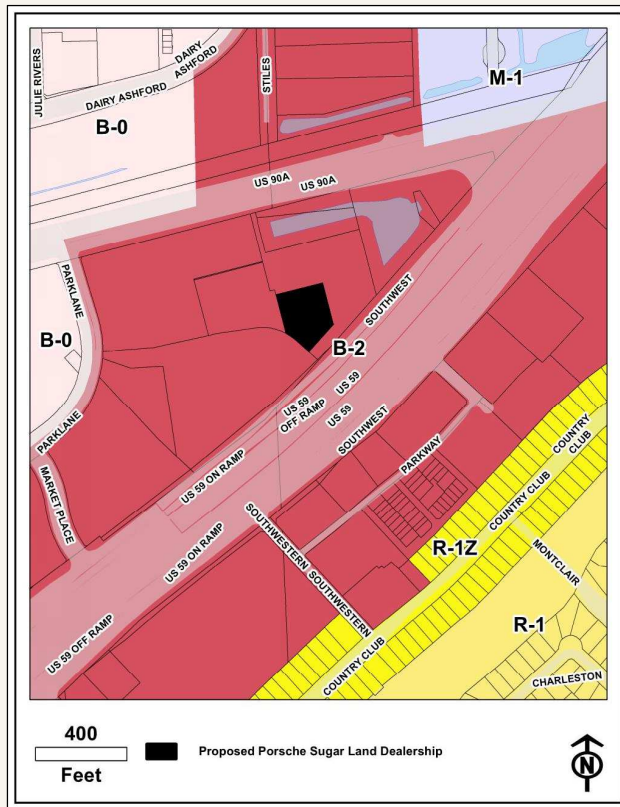 JULIE RIVERS
DAIRY ASHFORD
DAIRY
ASHFORD
STILES
M-1
B-0
US 90A
US 90A
PARKLANE
SOUTHWEST
B-0
B-2
US 59
US 59
OFF RAMP
US 59
SOUTHWEST
PARKLANE
PARKWAY
COUNTRY
CLUB
MARKET PLACE
US 59 ON RAMP
COUNTRY CLUB
US 59 ON RAMP
SOUTHWESTERN
SOUTHWESTERN
R-1Z
MONTCLAIR
R-1
US 59 OFF RAMP
COUNTRY CLUB
CHARLESTON
400
Feet
Proposed Porsche Sugar Land Dealership
N